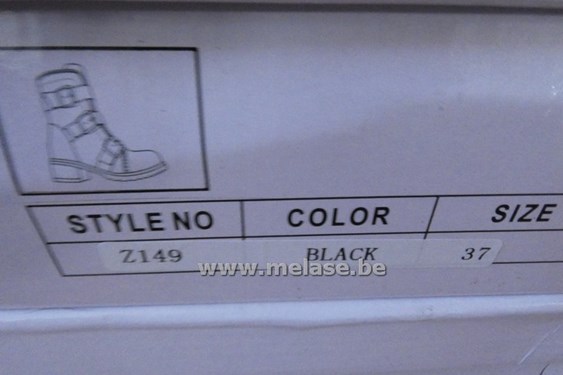 STYLE NO COLOR SIZE
Z149 BLACK 37
www.melase.be